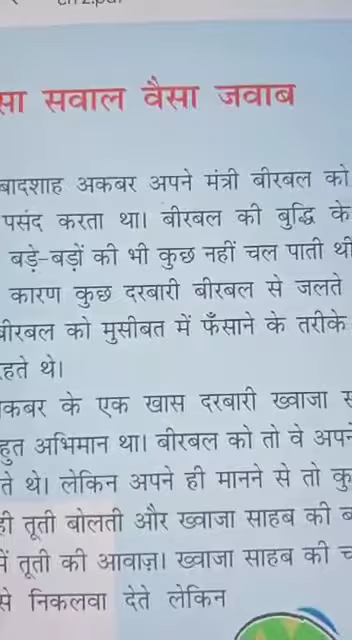 सा सवाल वैसा जवाब
बादशाह अकबर अपने मंत्री बीरबल को
पसंद करता था। बीरबल की बुद्धि के
बड़े-बड़ों की भी कुछ नहीं चल पाती थी
कारण कुछ दरबारी बीरबल से जलते
बीरबल को मुसीबत में फँसाने के तरीके
हते थे।
कबर के एक खास दरबारी ख्वाजा स
हुत अभिमान था। बीरबल को तो वे अपन
ते थे। लेकिन अपने ही मानने से तो कु
ही तूती बोलती और ख्वाजा साहब की ब
में तूती की आवाज़। ख्वाजा साहब की च
से निकलवा देते लेकिन